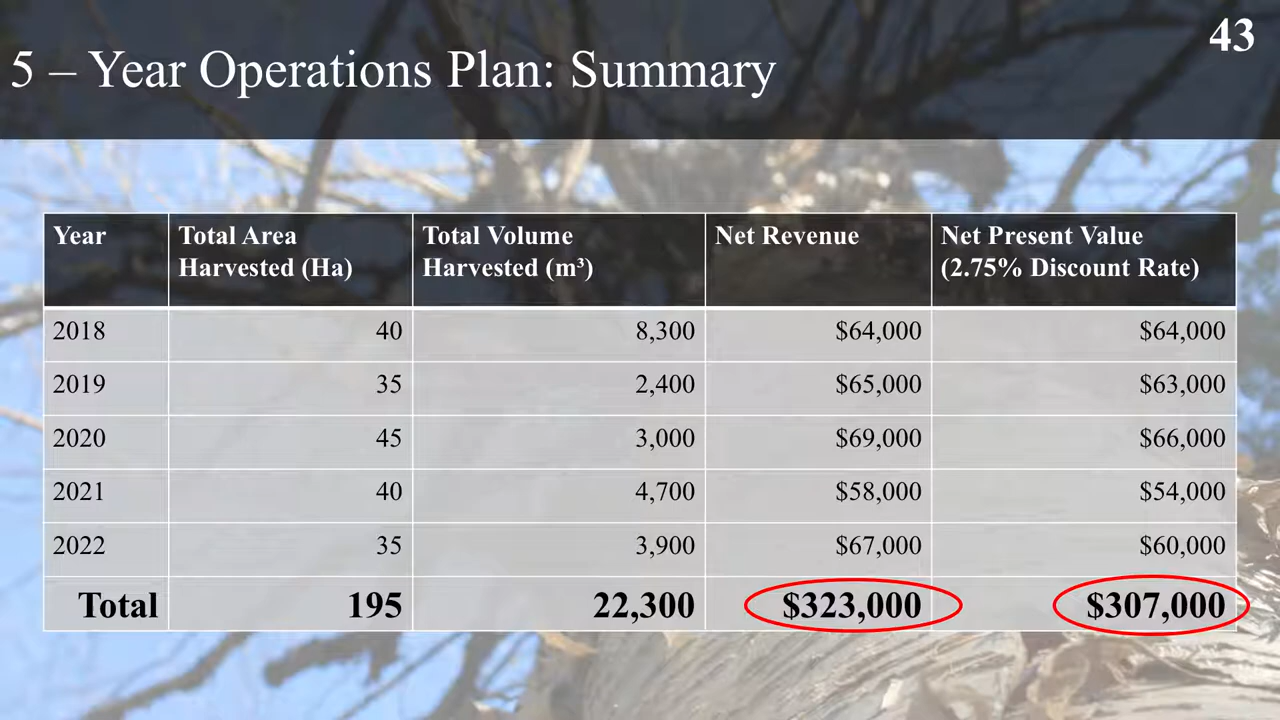 43
5 – Year Operations Plan: Summary
Year
Total Area
Harvested (Ha)
Total Volume
Harvested (m³)
Net Revenue
Net Present Value
(2.75% Discount Rate)
2018 40 8,300 $64,000 $64,000
2019 35 2,400 $65,000 $63,000
2020 45 3,000 $69,000 $66,000
2021 40 4,700 $58,000 $54,000
2022 35 3,900 $67,000 $60,000
Total 195 22,300 $323,000 $307,000